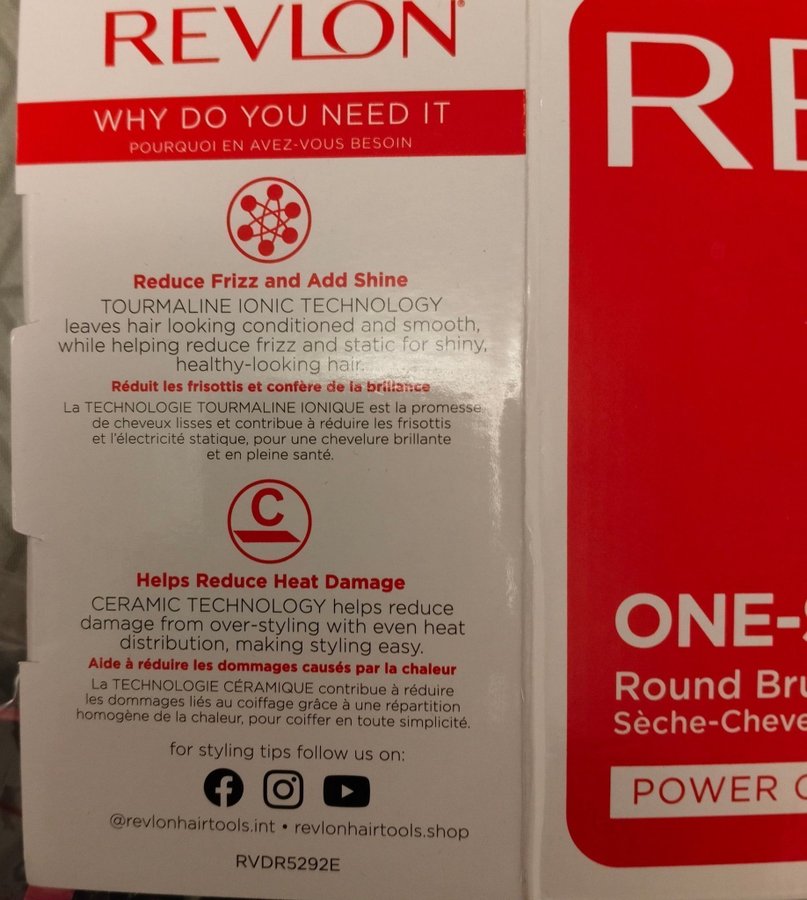 REVLON®
WHY DO YOU NEED IT
POURQUOI EN AVEZ-VOUS BESOIN
Reduce Frizz and Add Shine
TOURMALINE IONIC TECHNOLOGY
leaves hair looking conditioned and smooth,
while helping reduce frizz and static for shiny,
healthy-looking hair.
Réduit les frisottis et confère de la brillance
La TECHNOLOGIE TOURMALINE IONIQUE est la promesse
de cheveux lisses et contribue à réduire les frisottis
et l'électricité statique, pour une chevelure brillante
et en pleine santé.
C
Helps Reduce Heat Damage
CERAMIC TECHNOLOGY helps reduce
damage from over-styling with even heat
distribution, making styling easy.
Aide à réduire les dommages causés par la chaleur
La TECHNOLOGIE CÉRAMIQUE contribue à réduire
les dommages liés au coiffage grâce à une répartition
homogène de la chaleur, pour coiffer en toute simplicité.
for styling tips follow us on:
@revlonhairtools.int • revlonhairtools.shop
RVDR5292E
RE
ONE-
Round Bru
Sèche-Cheve
POWER